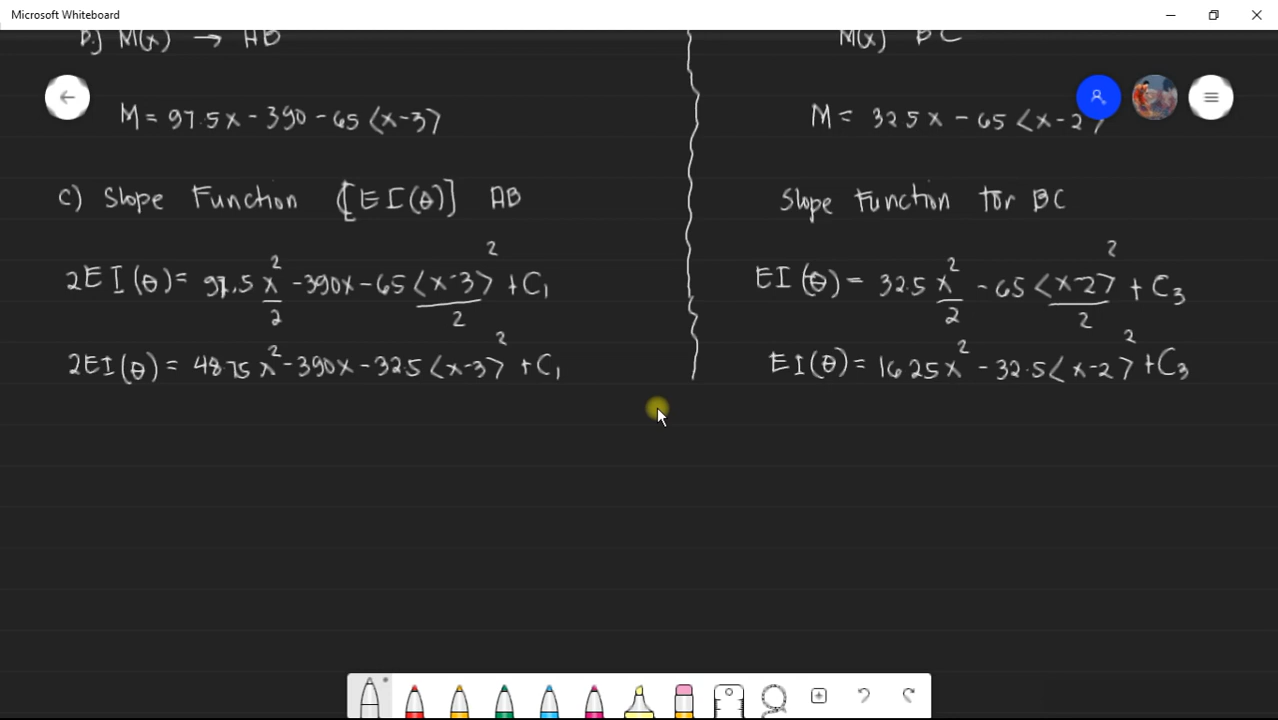 Microsoft Whiteboard
b.) M(x) → AB
M = 97.5x - 390 - 65 <x-3>
c) Slope Function ([EI(θ)] AB
2EI(θ) = 97.5 x²/2 - 390x - 65 <x-3>²/2 + C₁
2EI(θ) = 48.75x² - 390x - 32.5 <x-3>² + C₁
M(x) BC
M = 32.5x - 65 <x-2>
Slope Function for BC
EI(θ) = 32.5 x²/2 - 65 <x-2>²/2 + C₃
EI(θ) = 16.25x² - 32.5 <x-2>² + C₃